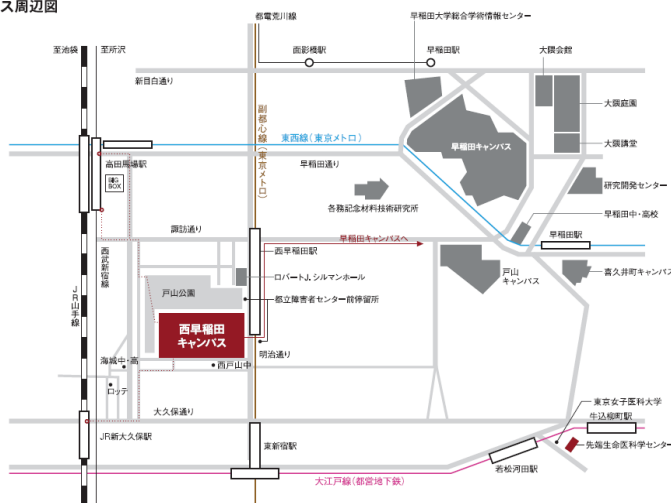 ス周辺図
都電荒川線
早稲田大学総合学術情報センター
至池袋
至所沢
面影橋駅
早稲田駅
大隈会館
新目白通り
大隈庭園
副都心線（東京メトロ）
東西線（東京メトロ）
早稲田キャンパス
大隈講堂
高田馬場駅
早稲田通り
BIG
BOX
研究開発センター
各務記念材料技術研究所
早稲田中・高校
諏訪通り
早稲田キャンパスへ
早稲田駅
西武新宿線
西早稲田駅
戸山
キャンパス
喜久井町キャンパス
ロバートJ.シルマンホール
JR山手線
戸山公園
都立障害者センター前停留所
西早稲田
キャンパス
明治通り
海城中・高
西戸山中
ロッテ
東京女子医科大学
大久保通り
牛込柳町駅
JR新大久保駅
東新宿駅
先端生命医科学センター
若松河田駅
大江戸線（都営地下鉄）